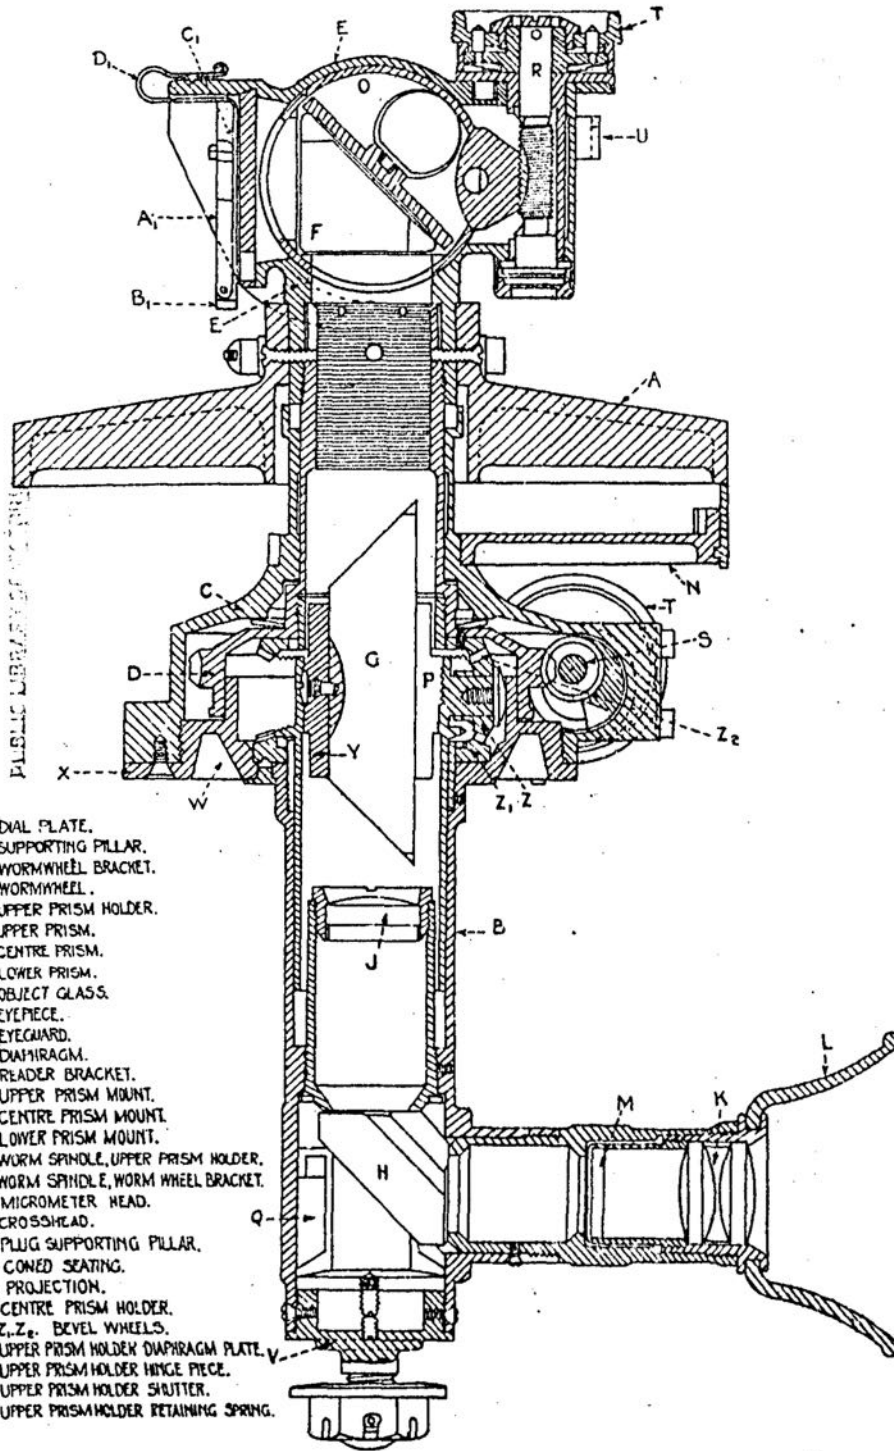 T
C₁
E
D₁
O
R
U
A₁
F
B₁
E
A
PUBLIC LIBRARY OF
N
C
T
S
G
D
P
Z₂
X
W
Y
Z₁ Z
DIAL PLATE.
SUPPORTING PILLAR.
WORMWHEEL BRACKET.
WORMWHEEL.
UPPER PRISM HOLDER.
UPPER PRISM.
CENTRE PRISM.
LOWER PRISM.
OBJECT GLASS.
EYEPIECE.
EYEGUARD.
DIAPHRAGM.
READER BRACKET.
UPPER PRISM MOUNT.
CENTRE PRISM MOUNT.
LOWER PRISM MOUNT.
WORM SPINDLE, UPPER PRISM HOLDER.
WORM SPINDLE, WORM WHEEL BRACKET.
MICROMETER HEAD.
CROSSHEAD.
PLUG SUPPORTING PILLAR.
CONED SEATING.
PROJECTION.
CENTRE PRISM HOLDER.
Z₁.Z₂. BEVEL WHEELS.
UPPER PRISM HOLDER DIAPHRAGM PLATE.
UPPER PRISM HOLDER HINGE PIECE.
UPPER PRISM HOLDER SHUTTER.
UPPER PRISM HOLDER RETAINING SPRING.
B
J
L
M
K
H
Q
V